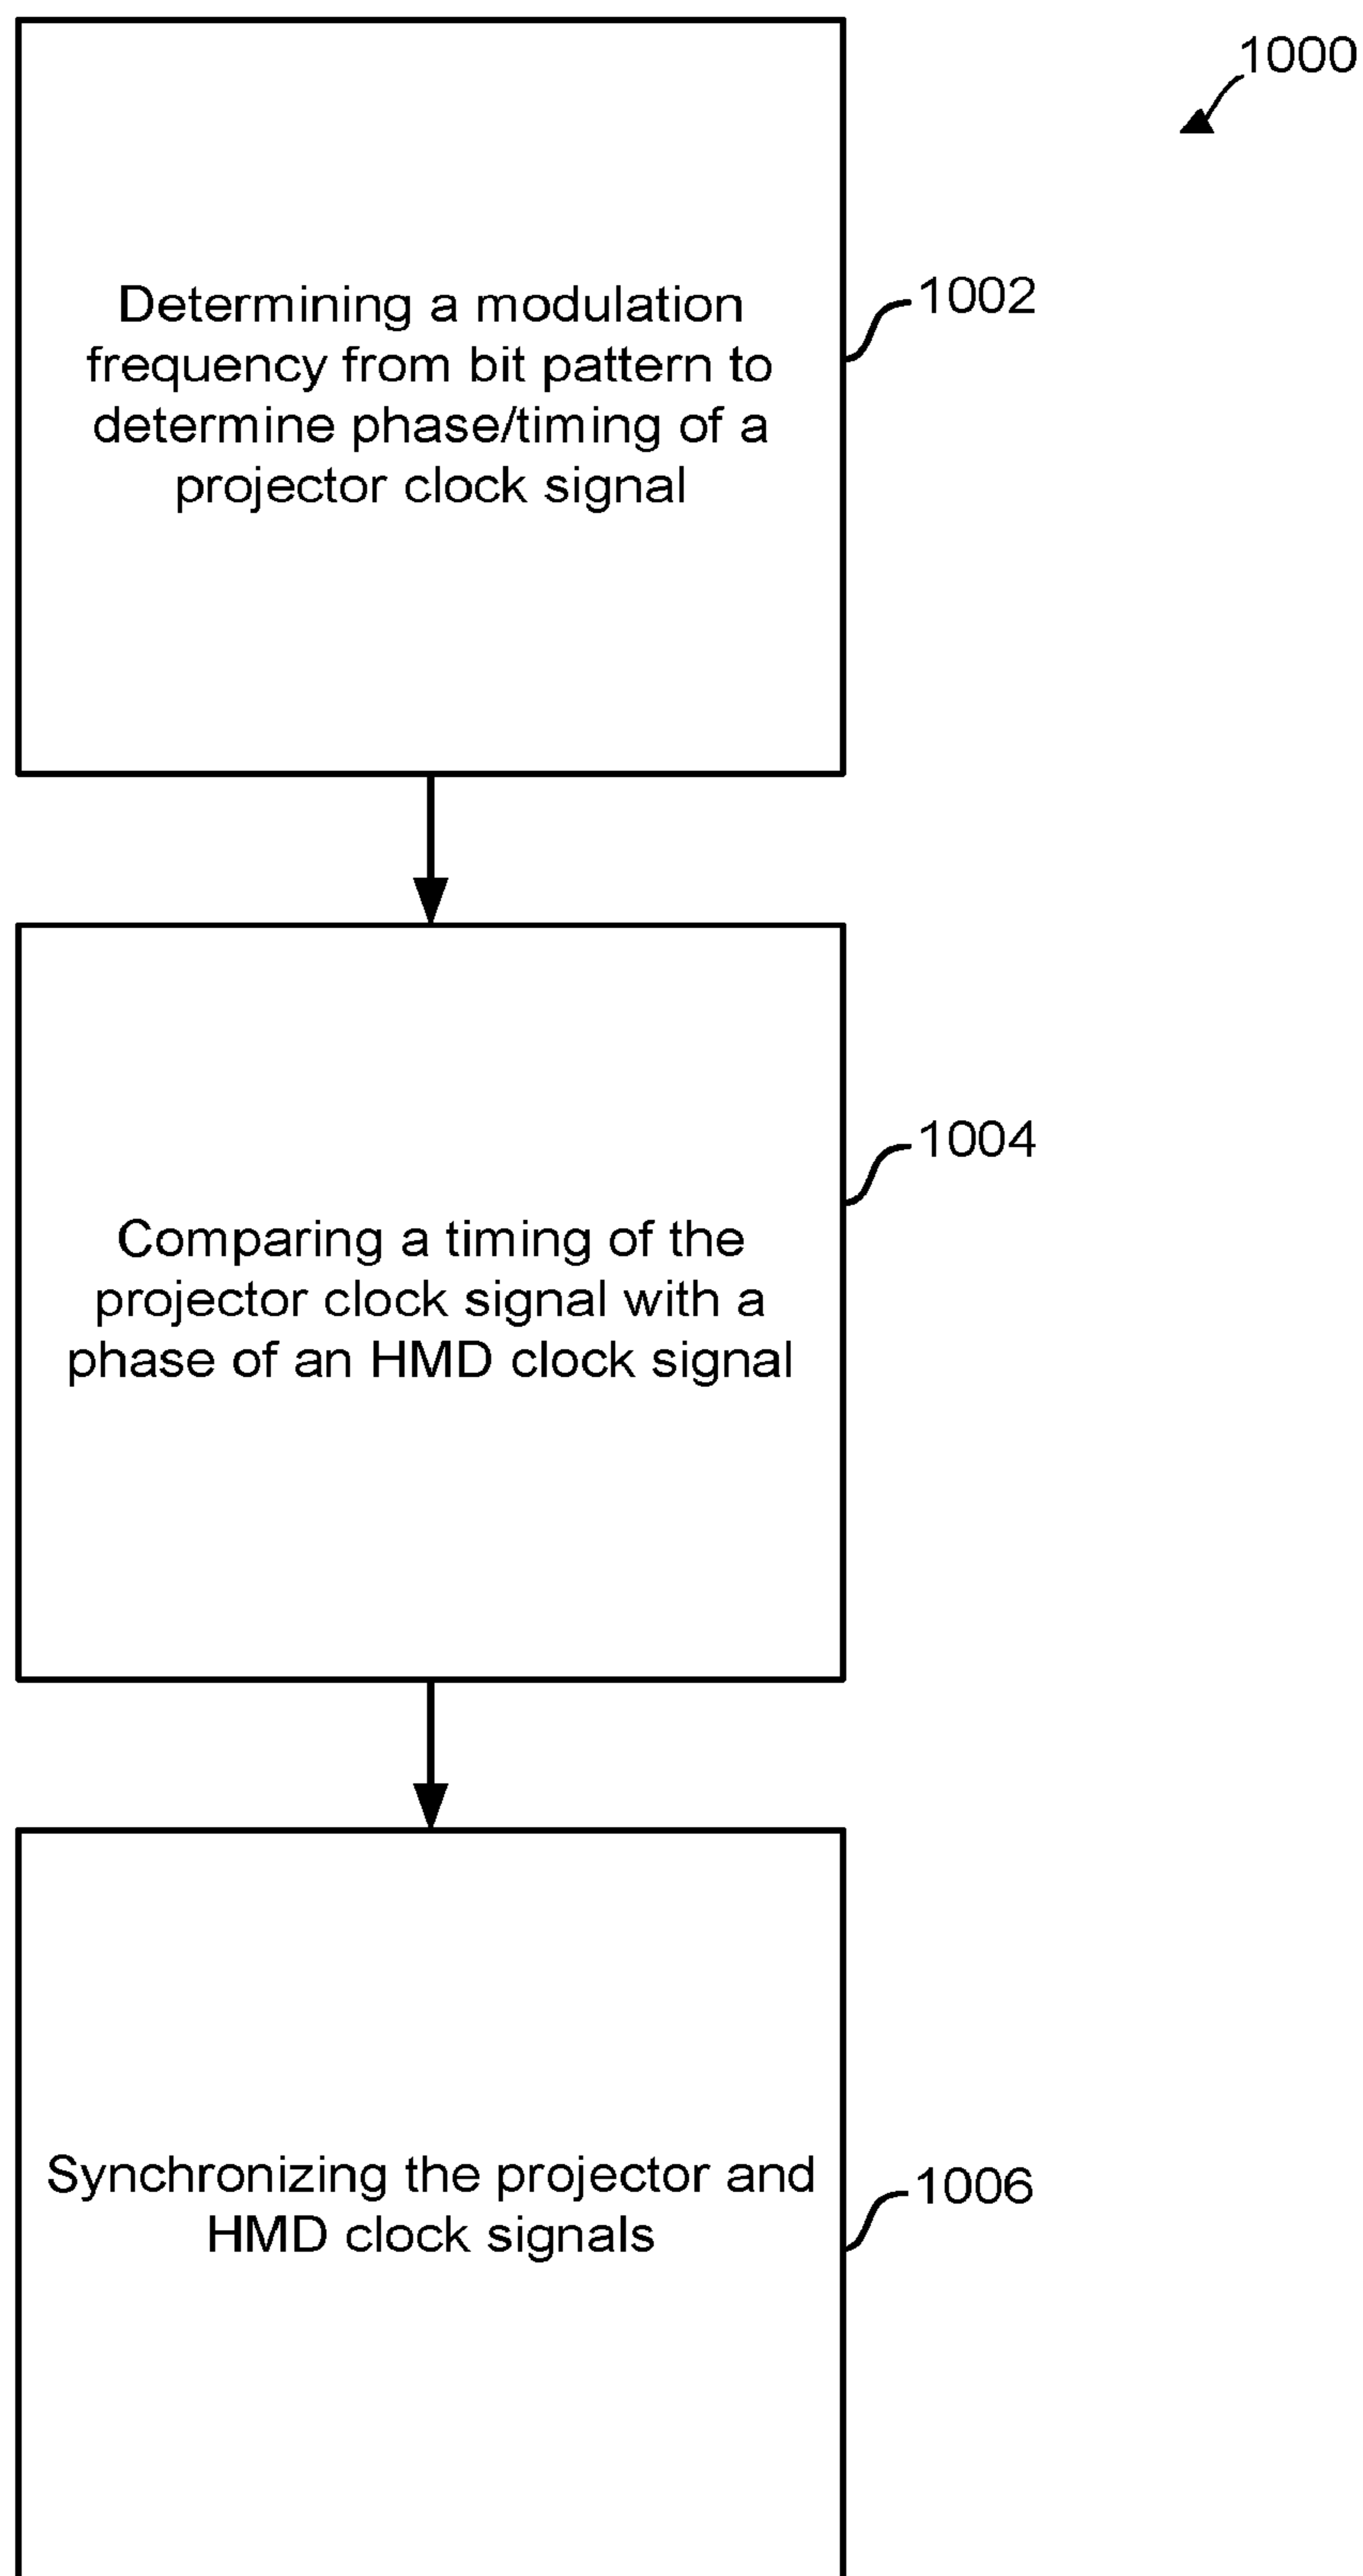 1000
Determining a modulation
frequency from bit pattern to
determine phase/timing of a
projector clock signal
1002
Comparing a timing of the
projector clock signal with a
phase of an HMD clock signal
1004
Synchronizing the projector and
HMD clock signals
1006